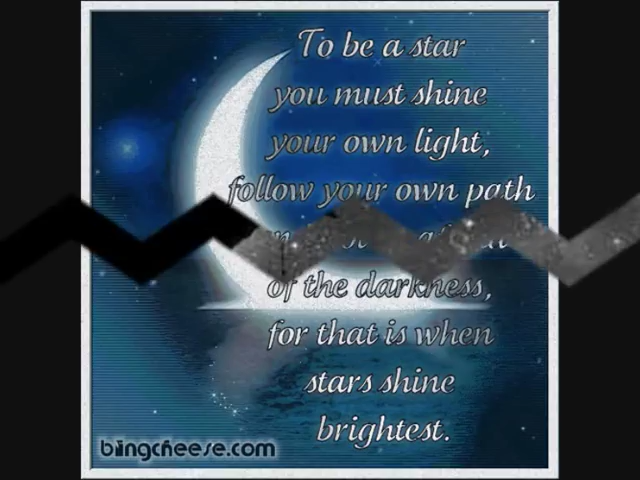 To be a star
you must shine
your own light,
follow your own path
of the darkness,
for that is when
stars shine
brightest.
blingcheese.com